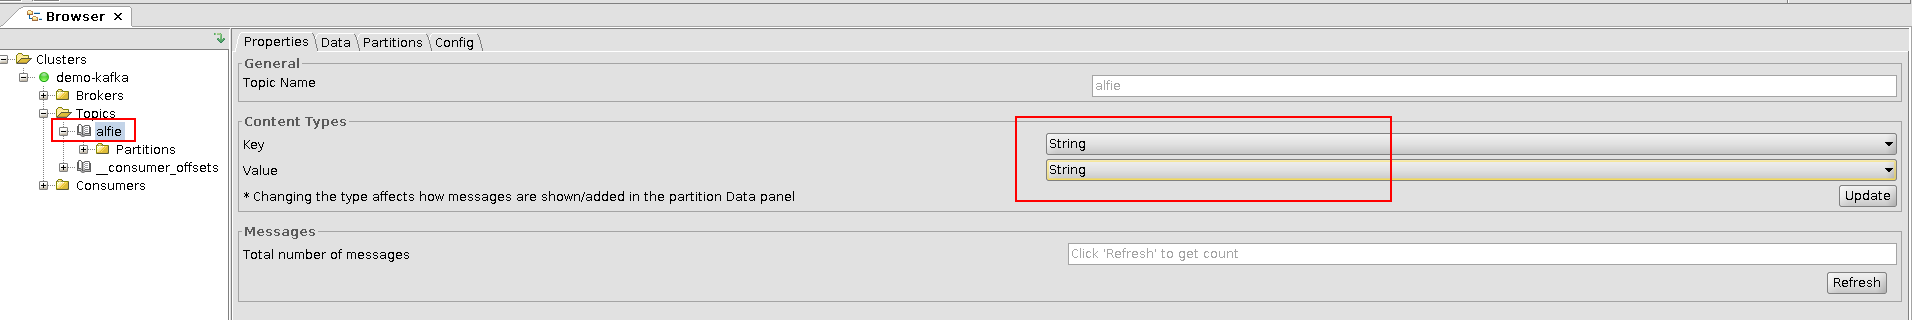 Browser
Clusters
demo-kafka
Brokers
Topics
alfie
Partitions
__consumer_offsets
Consumers
Properties Data Partitions Config
General
Topic Name alfie
Content Types
Key String
Value String
* Changing the type affects how messages are shown/added in the partition Data panel Update
Messages
Total number of messages Click 'Refresh' to get count
Refresh